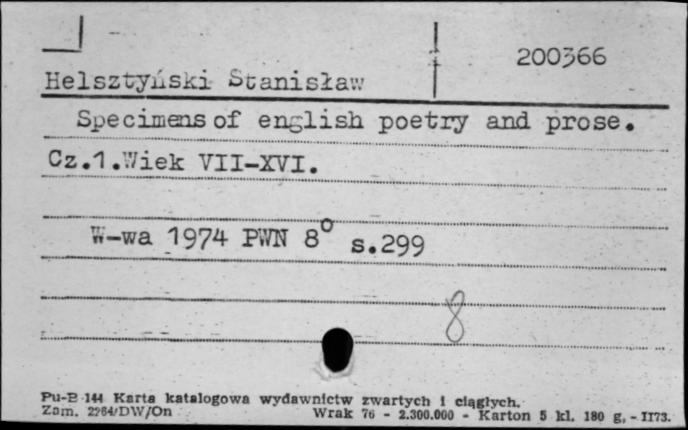 200366
Helsztyński Stanisław
Specimens of english poetry and prose.
Cz.1.Wiek VII-XVI.
W-wa 1974 PWN 8° s.299
8
Pu-B 144 Karta katalogowa wydawnictw zwartych i ciągłych.
Zam. 2264/DW/On Wrak 76 - 2.300.000 - Karton 5 kl. 180 g, - II73.